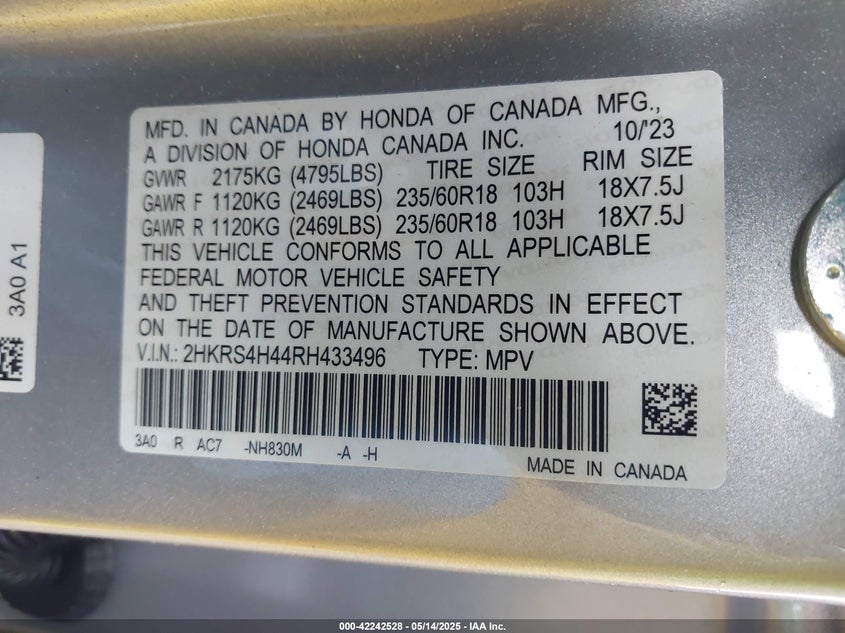 MFD. IN CANADA BY HONDA OF CANADA MFG.,
A DIVISION OF HONDA CANADA INC. 10/'23
GVWR 2175KG (4795LBS) TIRE SIZE RIM SIZE
GAWR F 1120KG (2469LBS) 235/60R18 103H 18X7.5J
GAWR R 1120KG (2469LBS) 235/60R18 103H 18X7.5J
THIS VEHICLE CONFORMS TO ALL APPLICABLE
FEDERAL MOTOR VEHICLE SAFETY
AND THEFT PREVENTION STANDARDS IN EFFECT
ON THE DATE OF MANUFACTURE SHOWN ABOVE.
V.I.N.: 2HKRS4H44RH433496 TYPE: MPV
3A0 R AC7 -NH830M -A -H
MADE IN CANADA
3A0 A1
000-42242528 - 05/14/2025 - IAA Inc.